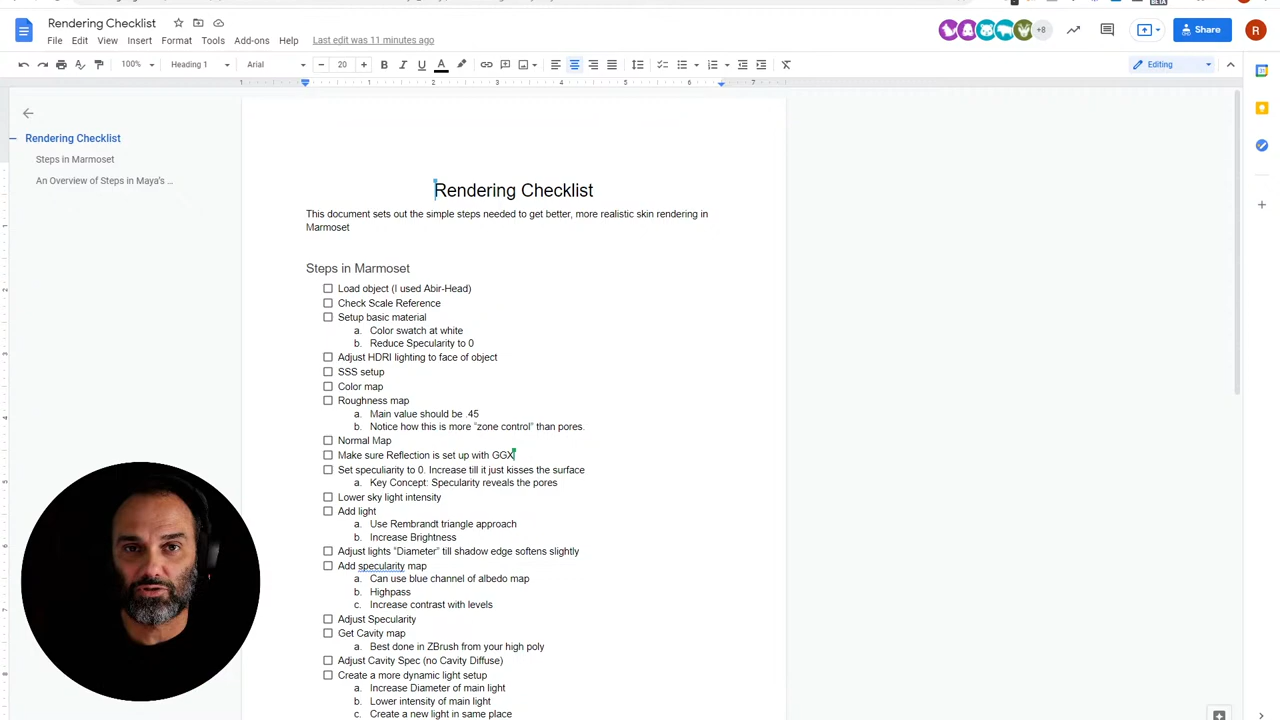 Rendering Checklist
File Edit View Insert Format Tools Add-ons Help Last edit was 11 minutes ago
+8
Share
R
100% Heading 1 Arial 20 B I U A
Editing
1 1 2 3 4 5 6 7
Rendering Checklist
Steps in Marmoset
An Overview of Steps in Maya's ...
Rendering Checklist
This document sets out the simple steps needed to get better, more realistic skin rendering in
Marmoset
Steps in Marmoset
Load object (I used Abir-Head)
Check Scale Reference
Setup basic material
a. Color swatch at white
b. Reduce Specularity to 0
Adjust HDRI lighting to face of object
SSS setup
Color map
Roughness map
a. Main value should be .45
b. Notice how this is more "zone control" than pores.
Normal Map
Make sure Reflection is set up with GGX
Set speculiarity to 0. Increase till it just kisses the surface
a. Key Concept: Specularity reveals the pores
Lower sky light intensity
Add light
a. Use Rembrandt triangle approach
b. Increase Brightness
Adjust lights "Diameter" till shadow edge softens slightly
Add specularity map
a. Can use blue channel of albedo map
b. Highpass
c. Increase contrast with levels
Adjust Specularity
Get Cavity map
a. Best done in ZBrush from your high poly
Adjust Cavity Spec (no Cavity Diffuse)
Create a more dynamic light setup
a. Increase Diameter of main light
b. Lower intensity of main light
c. Create a new light in same place